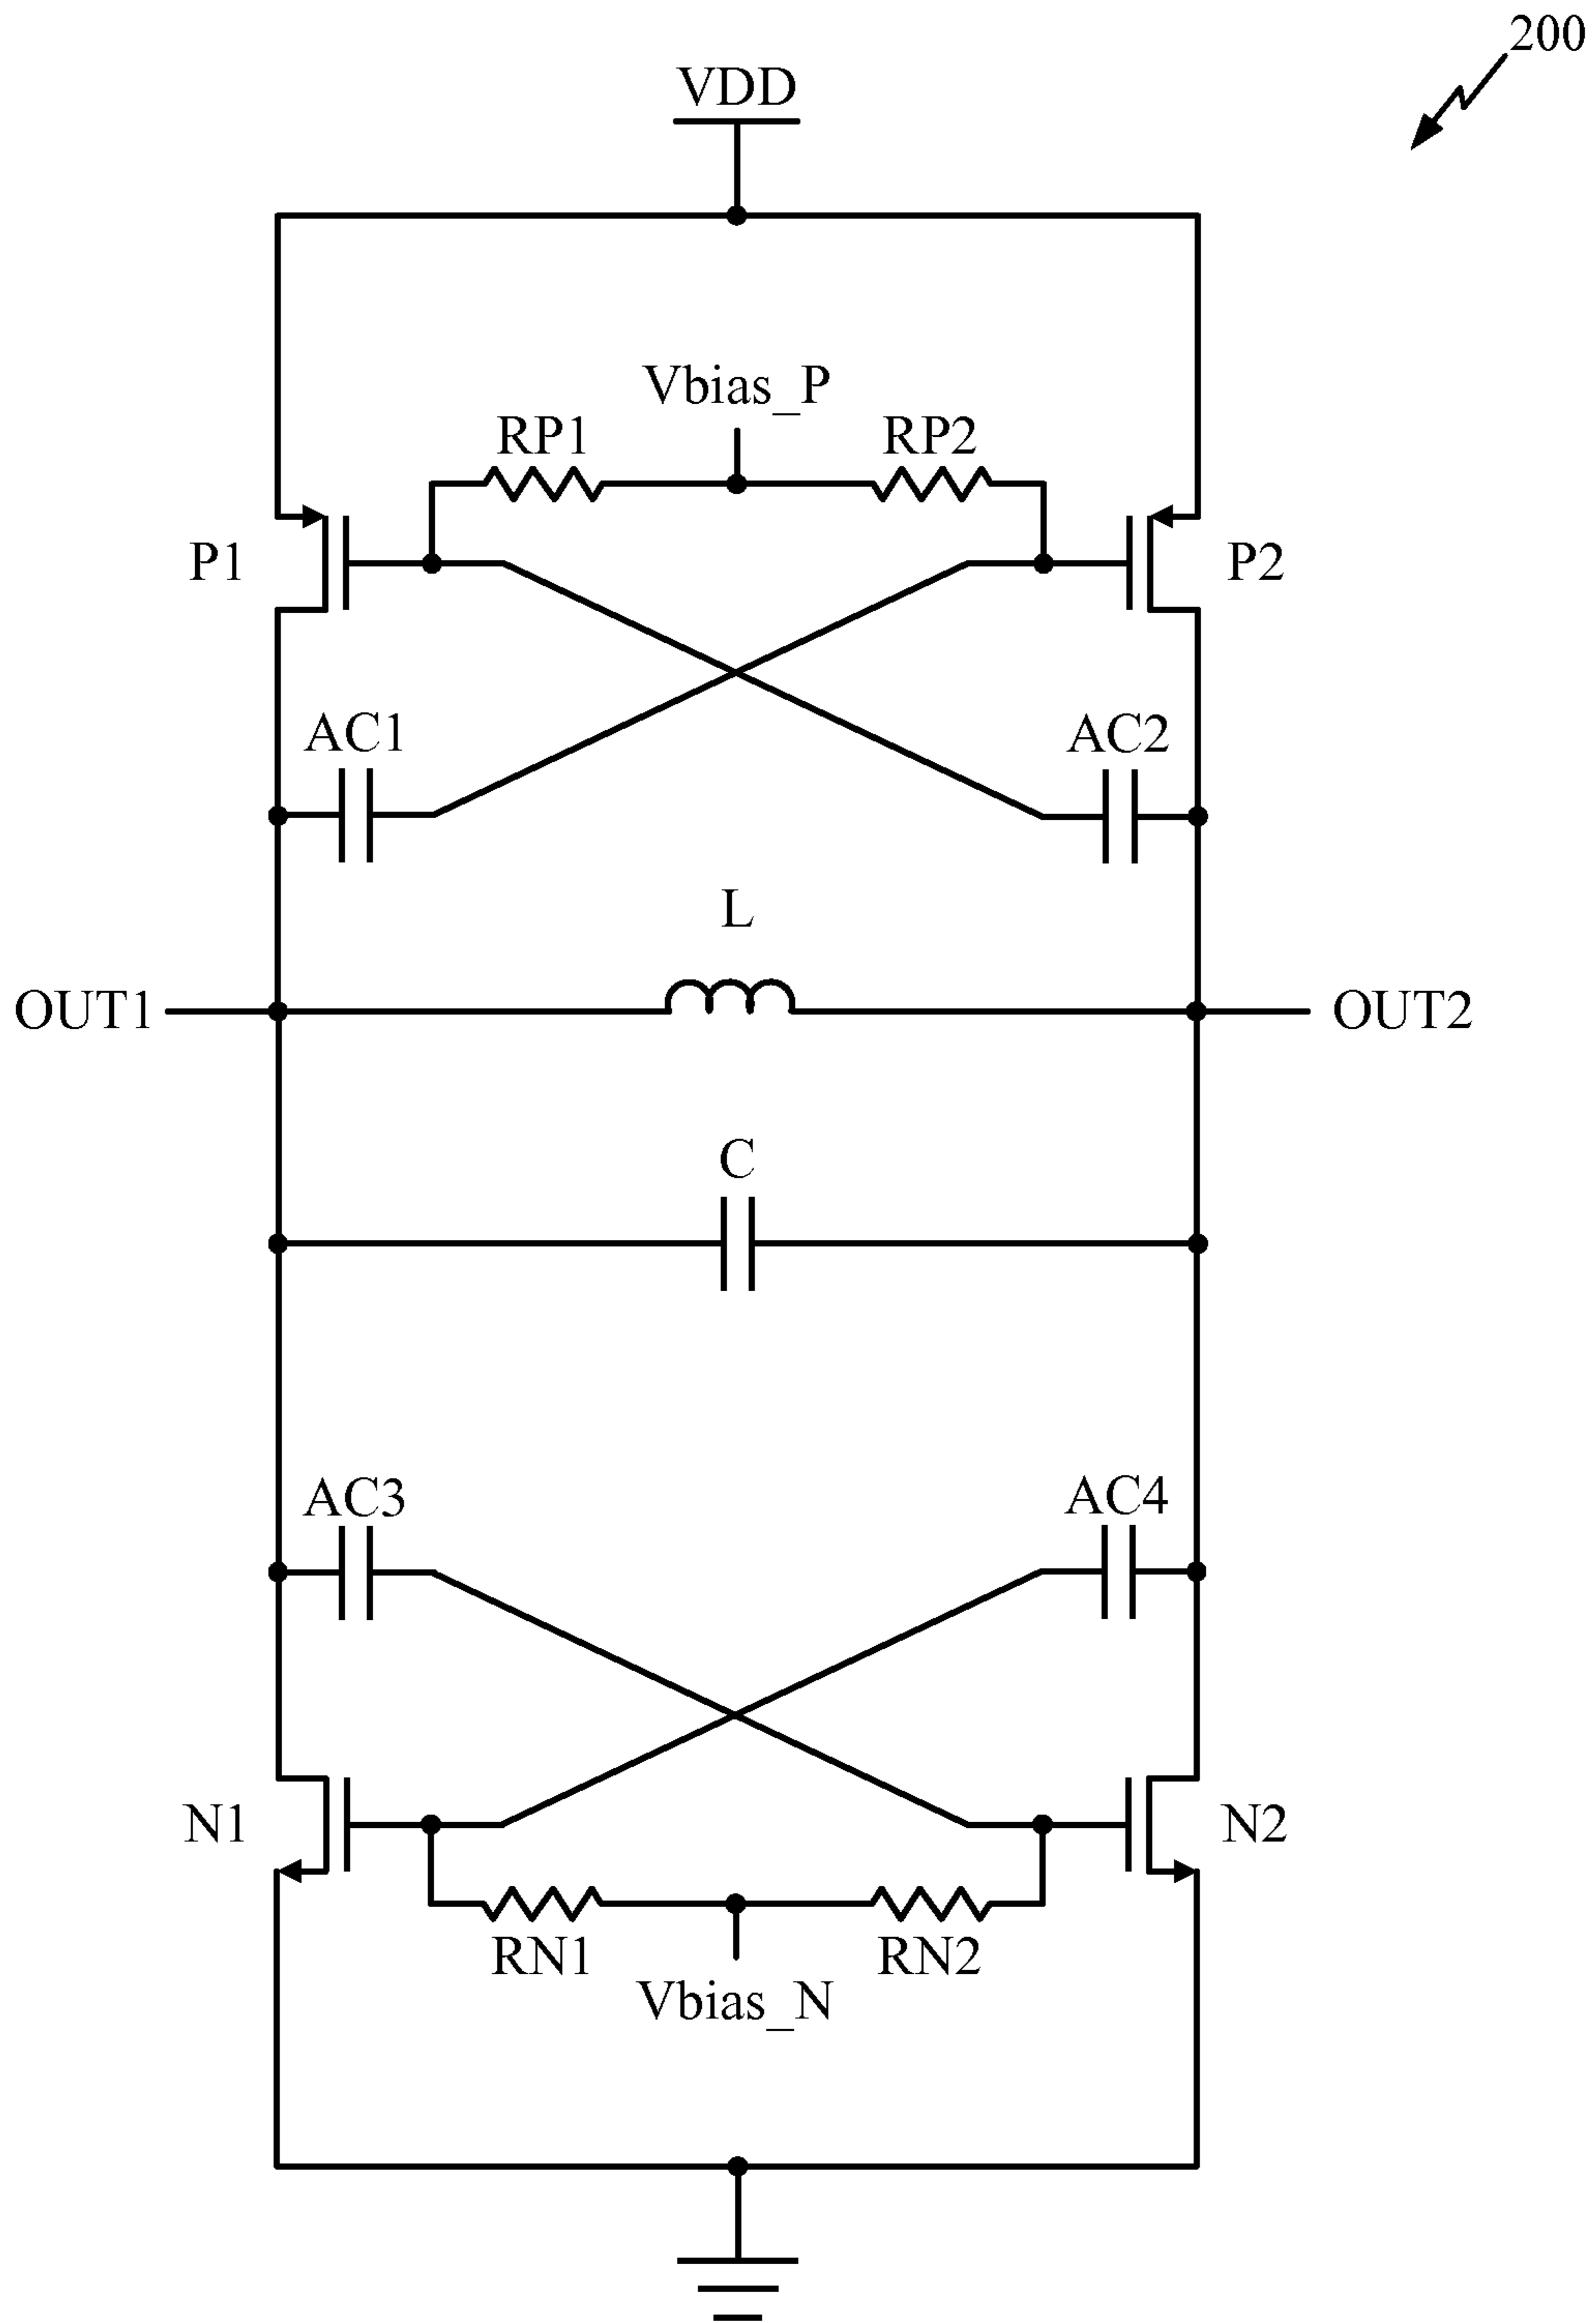 200
VDD
Vbias_P
RP1
RP2
P1
P2
AC1
AC2
L
OUT1
OUT2
C
AC3
AC4
N1
N2
RN1
RN2
Vbias_N